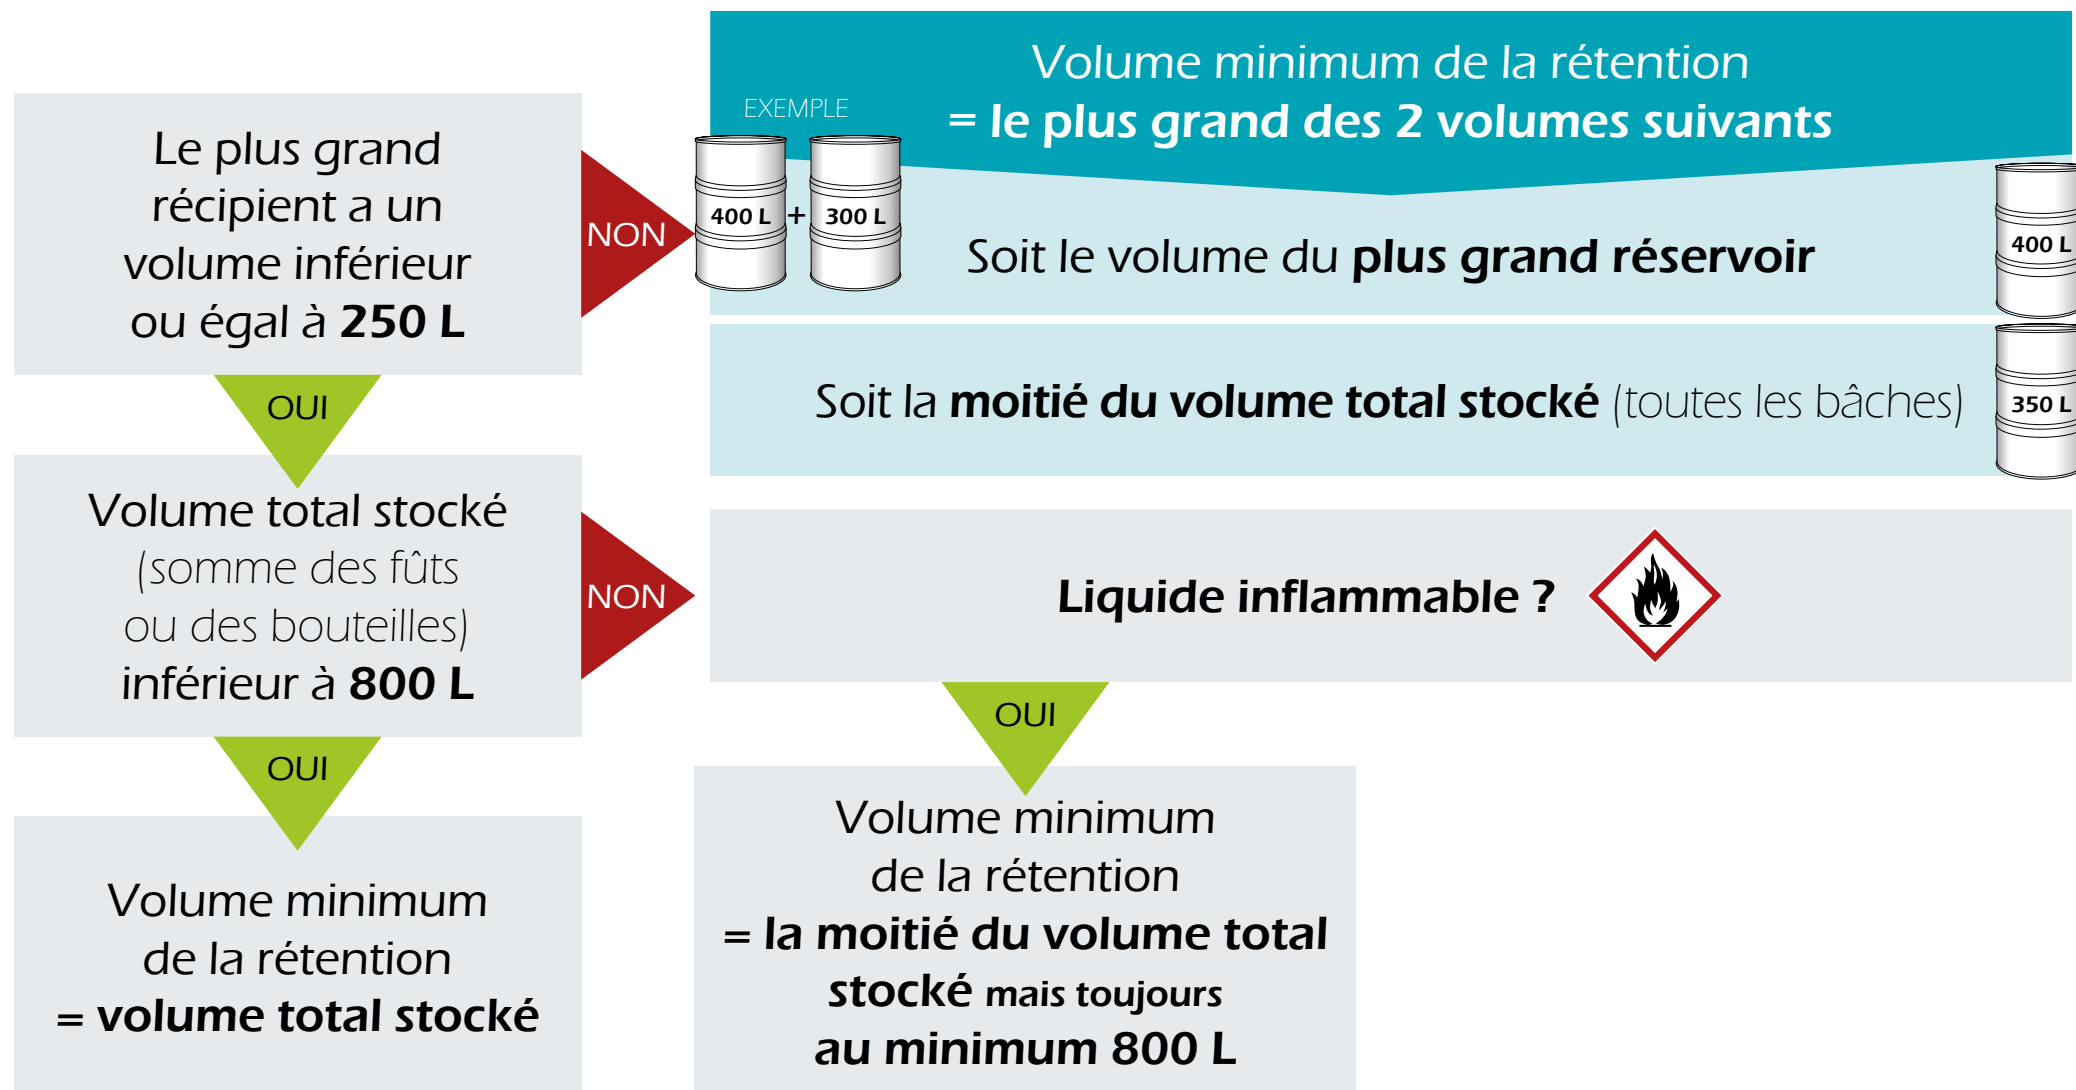 Le plus grand
récipient a un
volume inférieur
ou égal à 250 L
NON
EXEMPLE
400 L + 300 L
Volume minimum de la rétention
= le plus grand des 2 volumes suivants
Soit le volume du plus grand réservoir
400 L
Soit la moitié du volume total stocké (toutes les bâches)
350 L
OUI
Volume total stocké
(somme des fûts
ou des bouteilles)
inférieur à 800 L
NON
Liquide inflammable ?
OUI
Volume minimum
de la rétention
= volume total stocké
OUI
Volume minimum
de la rétention
= la moitié du volume total
stocké mais toujours
au minimum 800 L